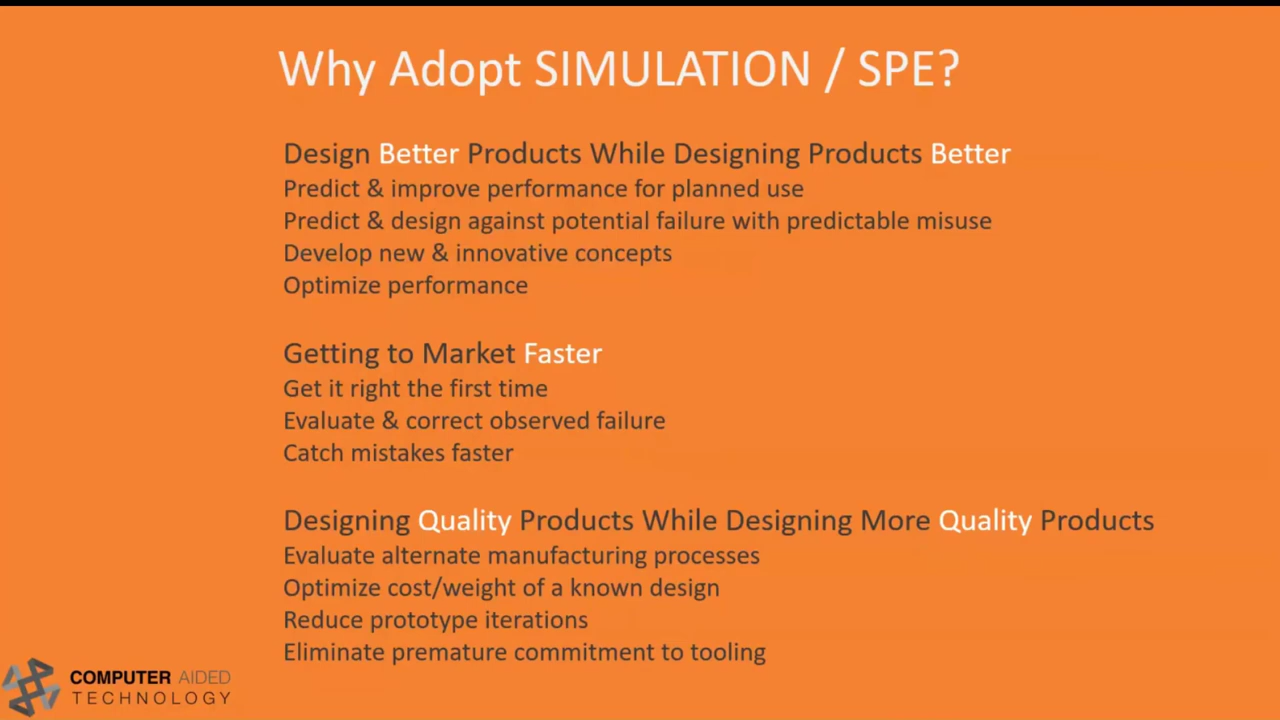 Why Adopt SIMULATION / SPE?
Design Better Products While Designing Products Better
Predict & improve performance for planned use
Predict & design against potential failure with predictable misuse
Develop new & innovative concepts
Optimize performance
Getting to Market Faster
Get it right the first time
Evaluate & correct observed failure
Catch mistakes faster
Designing Quality Products While Designing More Quality Products
Evaluate alternate manufacturing processes
Optimize cost/weight of a known design
Reduce prototype iterations
Eliminate premature commitment to tooling
COMPUTER AIDED
TECHNOLOGY